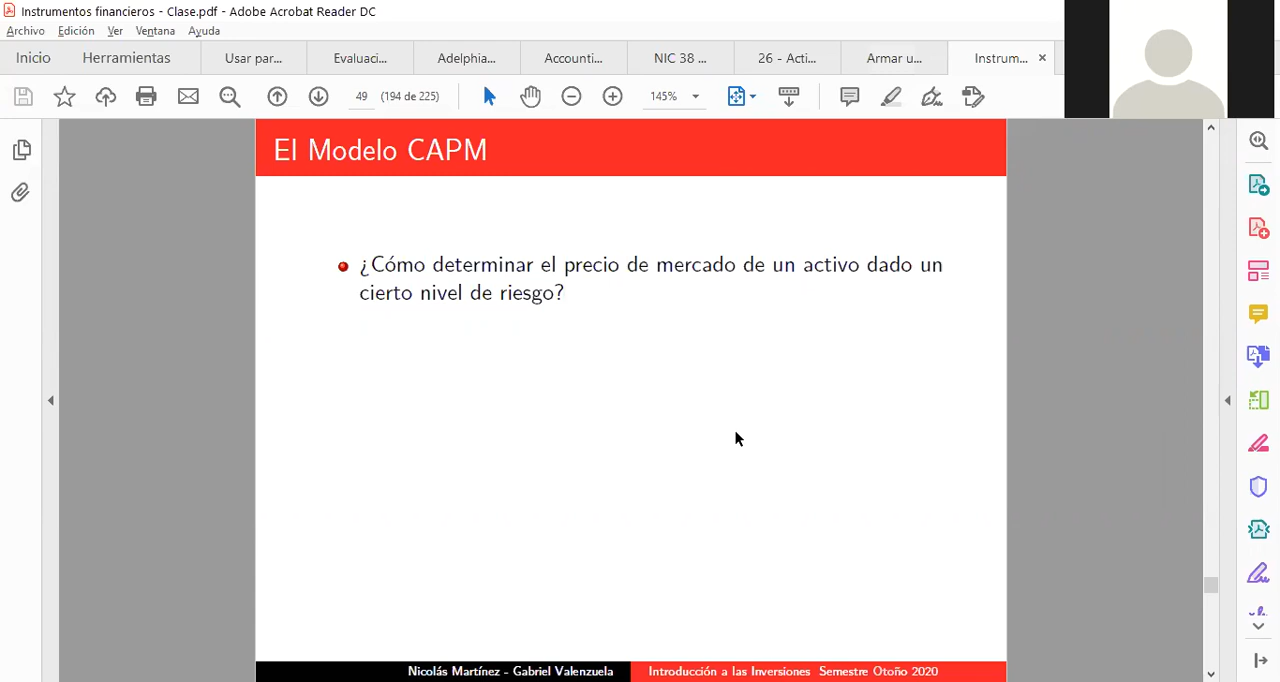 Instrumentos financieros - Clase.pdf - Adobe Acrobat Reader DC
Archivo Edición Ver Ventana Ayuda
Inicio Herramientas Usar par... Evaluaci... Adelphia... Accounti... NIC 38 ... 26 - Acti... Armar u... Instrum... ×
49 (194 de 225) 145%
El Modelo CAPM
¿Cómo determinar el precio de mercado de un activo dado un
cierto nivel de riesgo?
Nicolás Martínez - Gabriel Valenzuela Introducción a las Inversiones Semestre Otoño 2020